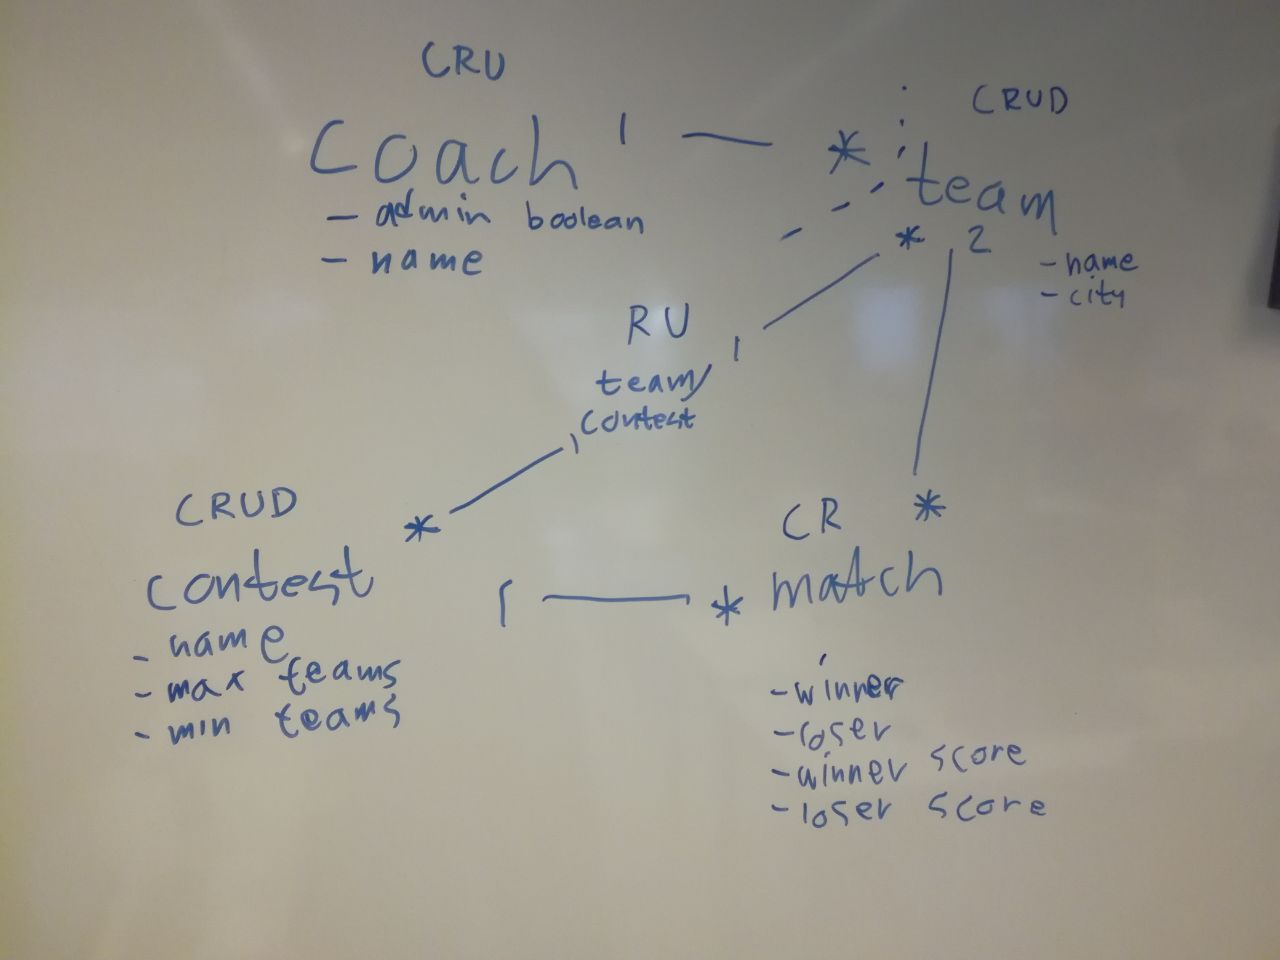 CRU
Coach 1 *
- admin boolean
- name
CRUD
team
* 2
- name
- city
RU
team/
contest
1
1
CRUD
*
contest
- name
- max teams
- min teams
1 *
CR
*
match
- winner
- loser
- winner score
- loser score